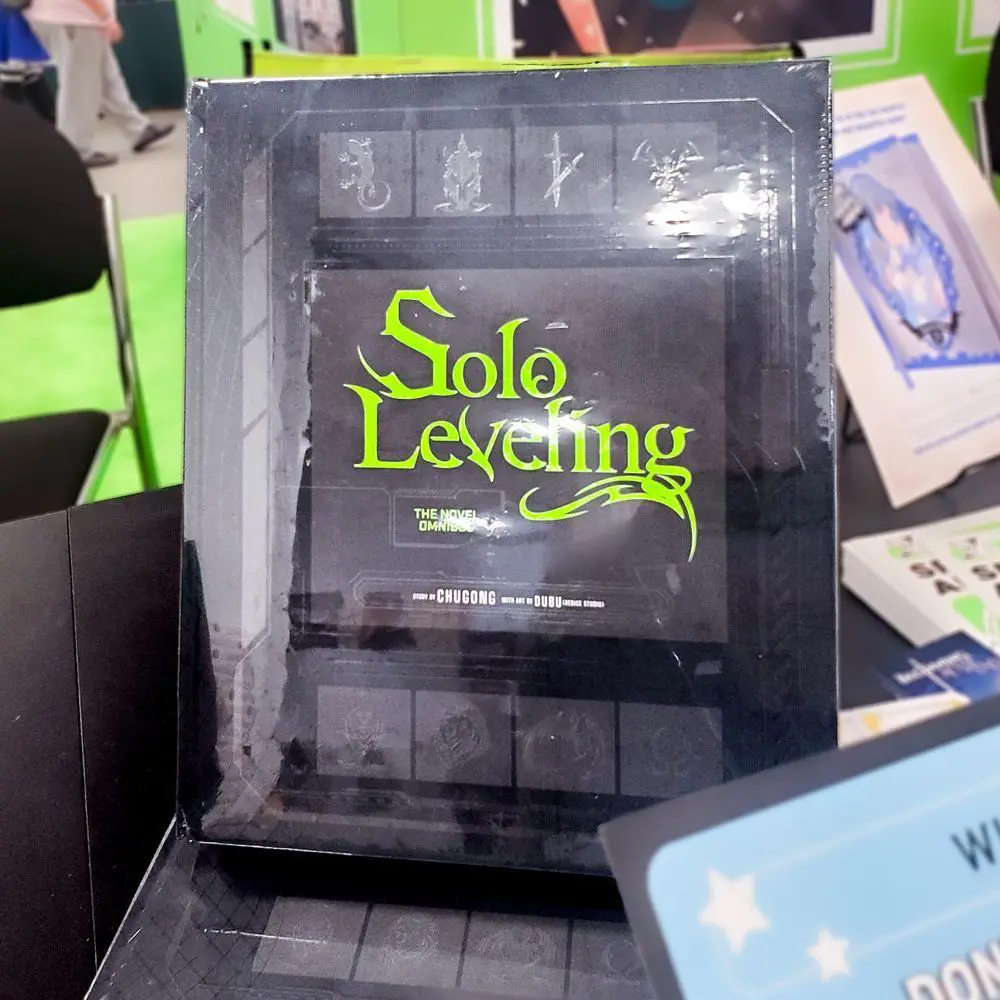 Solo
Leveling
THE NOVEL
OMNIBUS
STORY BY CHUGONG WITH ART BY DUBU (REDICE STUDIO)